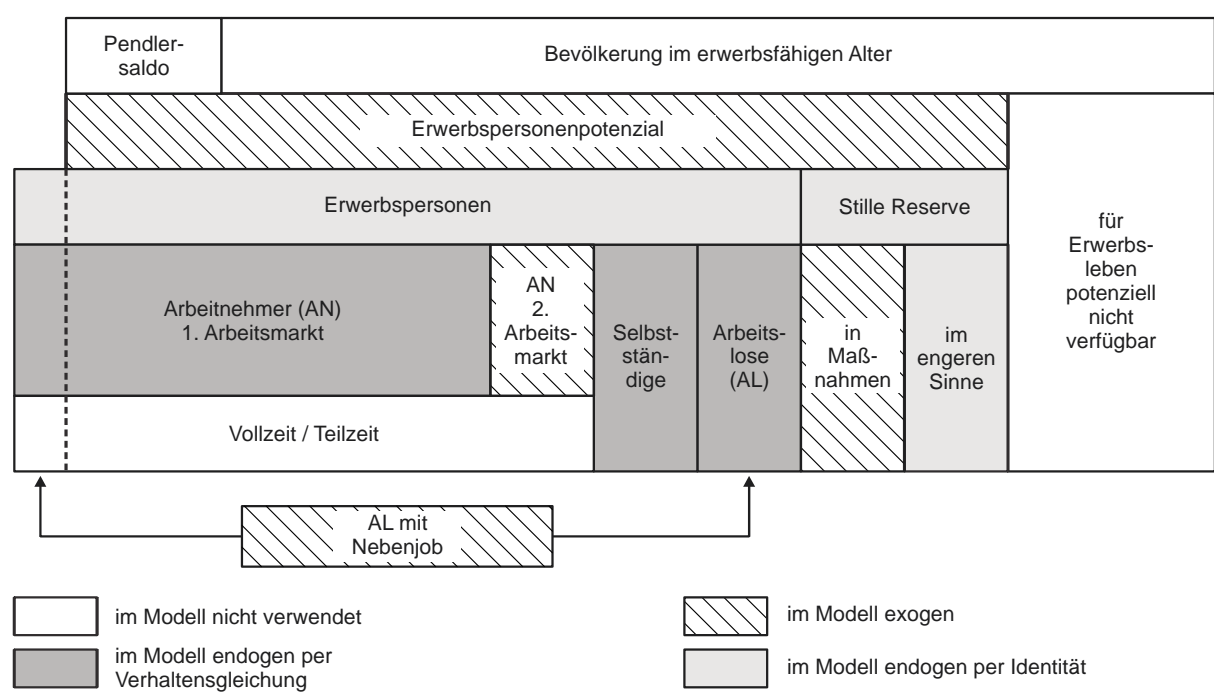 Pendler-
saldo
Bevölkerung im erwerbsfähigen Alter
Erwerbspersonenpotenzial
Erwerbspersonen
Stille Reserve
für
Erwerbs-
leben
potenziell
nicht
verfügbar
Arbeitnehmer (AN)
1. Arbeitsmarkt
AN
2.
Arbeits-
markt
Selbst-
stän-
dige
Arbeits-
lose
(AL)
in
Maß-
nahmen
im
engeren
Sinne
Vollzeit / Teilzeit
AL mit
Nebenjob
im Modell nicht verwendet
im Modell exogen
im Modell endogen per
Verhaltensgleichung
im Modell endogen per Identität